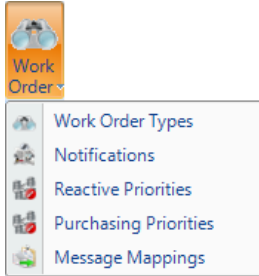 Work
Order
Work Order Types
Notifications
Reactive Priorities
Purchasing Priorities
Message Mappings